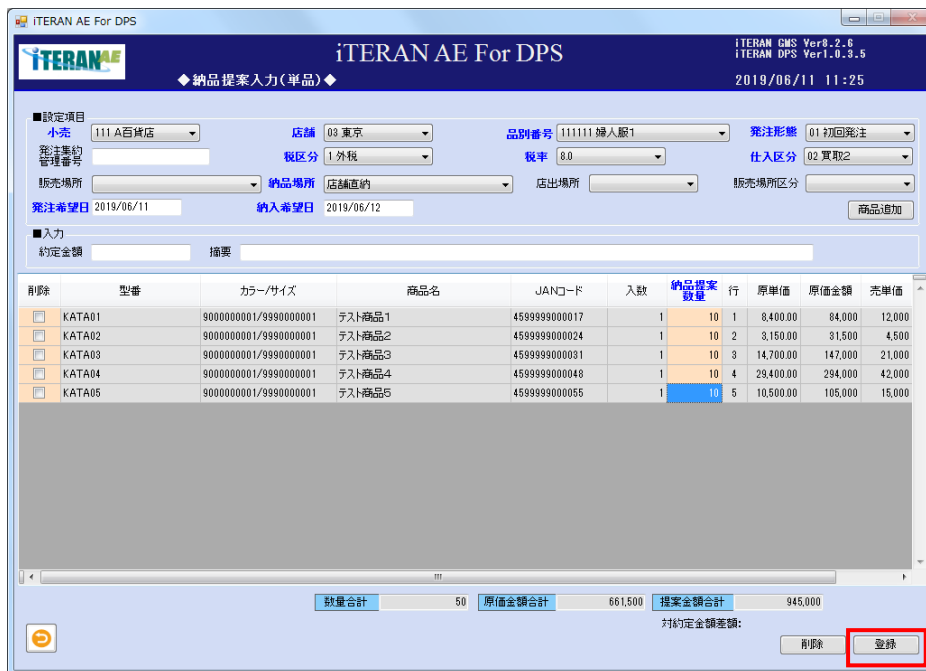 iTERAN AE For DPS
iTERAN AE
iTERAN AE For DPS
iTERAN GMS Ver8.2.6
iTERAN DPS Ver1.0.3.5
◆納品提案入力(単品)◆
2019/06/11 11:25
■設定項目
小売 111 A百貨店 店舗 03 東京 品別番号 111111 婦人服1 発注形態 01 初回発注
発注集約管理番号 税区分 1 外税 税率 8.0 仕入区分 02 買取2
販売場所 納品場所 店舗直納 店出場所 販売場所区分
発注希望日 2019/06/11 納入希望日 2019/06/12 商品追加
■入力
約定金額 摘要
削除 型番 カラー/サイズ 商品名 JANコード 入数 納品提案数量 行 原単価 原価金額 売単価
KATA01 9000000001/9990000001 テスト商品1 4599999000017 1 10 1 8,400.00 84,000 12,000
KATA02 9000000001/9990000001 テスト商品2 4599999000024 1 10 2 3,150.00 31,500 4,500
KATA03 9000000001/9990000001 テスト商品3 4599999000031 1 10 3 14,700.00 147,000 21,000
KATA04 9000000001/9990000001 テスト商品4 4599999000048 1 10 4 29,400.00 294,000 42,000
KATA05 9000000001/9990000001 テスト商品5 4599999000055 1 10 5 10,500.00 105,000 15,000
数量合計 50 原価金額合計 661,500 提案金額合計 945,000
対約定金額差額:
削除 登録